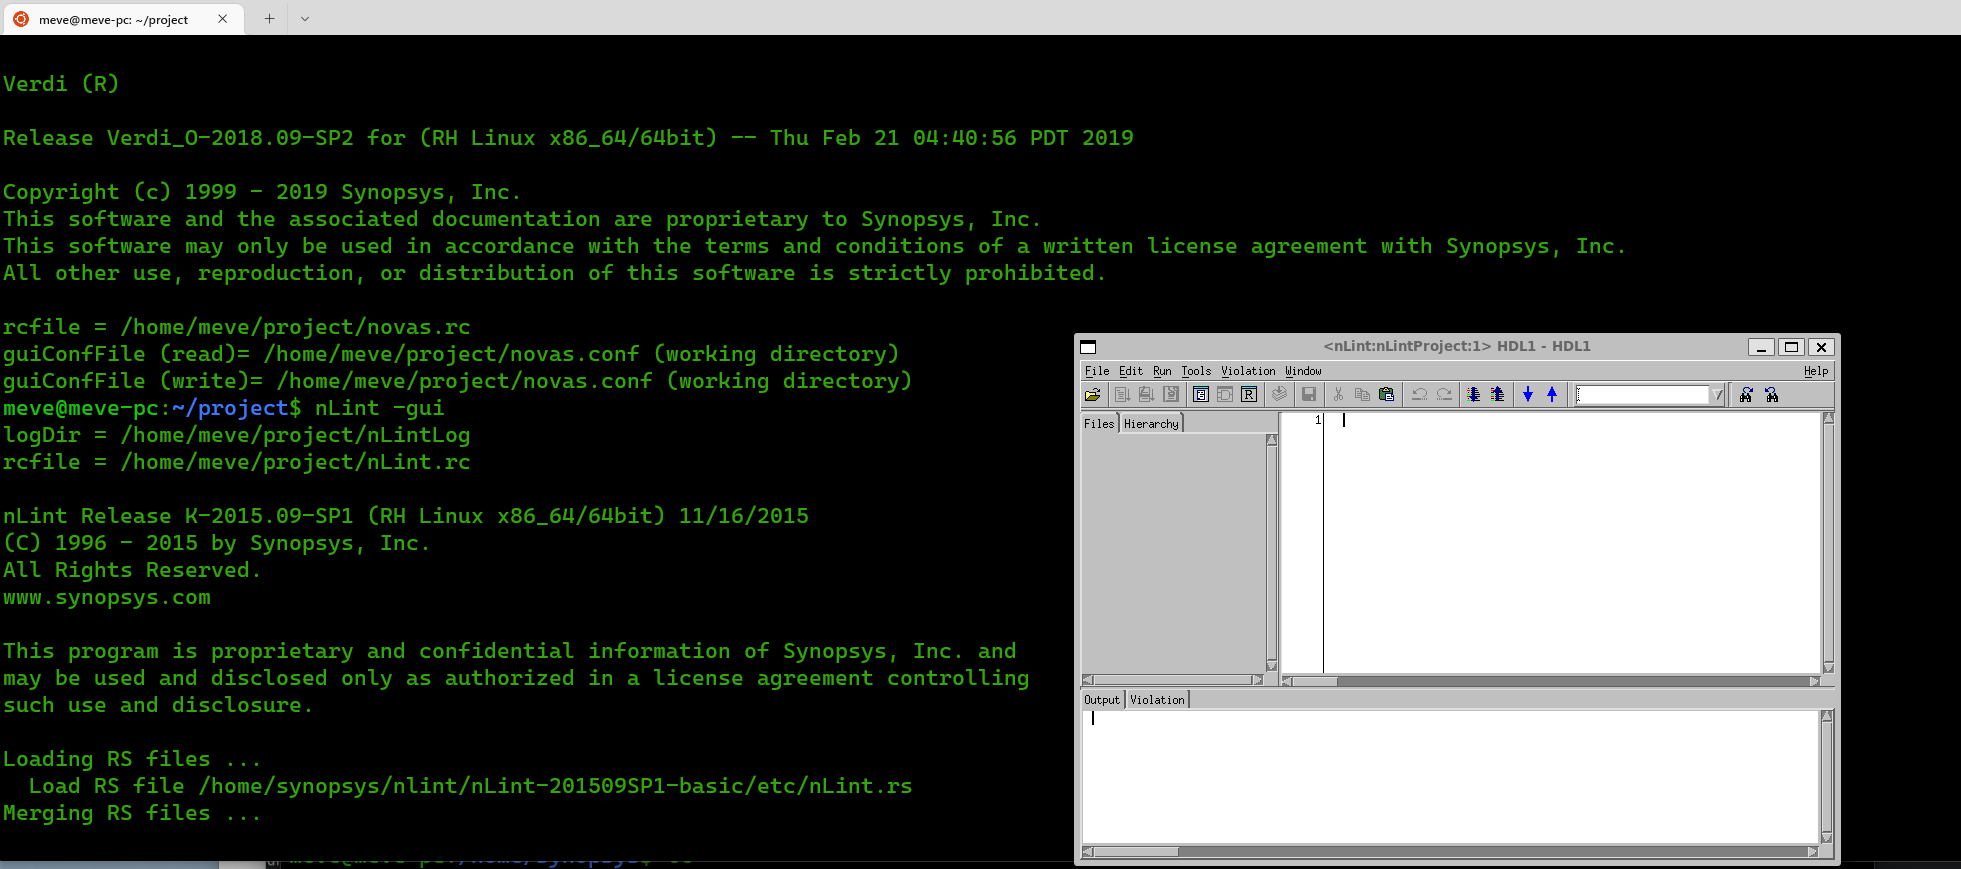 meve@meve-pc: ~/project
Verdi (R)
Release Verdi_O-2018.09-SP2 for (RH Linux x86_64/64bit) -- Thu Feb 21 04:40:56 PDT 2019
Copyright (c) 1999 - 2019 Synopsys, Inc.
This software and the associated documentation are proprietary to Synopsys, Inc.
This software may only be used in accordance with the terms and conditions of a written license agreement with Synopsys, Inc.
All other use, reproduction, or distribution of this software is strictly prohibited.
rcfile = /home/meve/project/novas.rc
guiConfFile (read)= /home/meve/project/novas.conf (working directory)
guiConfFile (write)= /home/meve/project/novas.conf (working directory)
meve@meve-pc:~/project$ nLint -gui
logDir = /home/meve/project/nLintLog
rcfile = /home/meve/project/nLint.rc
nLint Release K-2015.09-SP1 (RH Linux x86_64/64bit) 11/16/2015
(C) 1996 - 2015 by Synopsys, Inc.
All Rights Reserved.
www.synopsys.com
This program is proprietary and confidential information of Synopsys, Inc. and
may be used and disclosed only as authorized in a license agreement controlling
such use and disclosure.
Loading RS files ...
Load RS file /home/synopsys/nlint/nLint-201509SP1-basic/etc/nLint.rs
Merging RS files ...
<nLint:nLintProject:1> HDL1 - HDL1
File Edit Run Tools Violation Window Help
Files Hierarchy
1
Output Violation